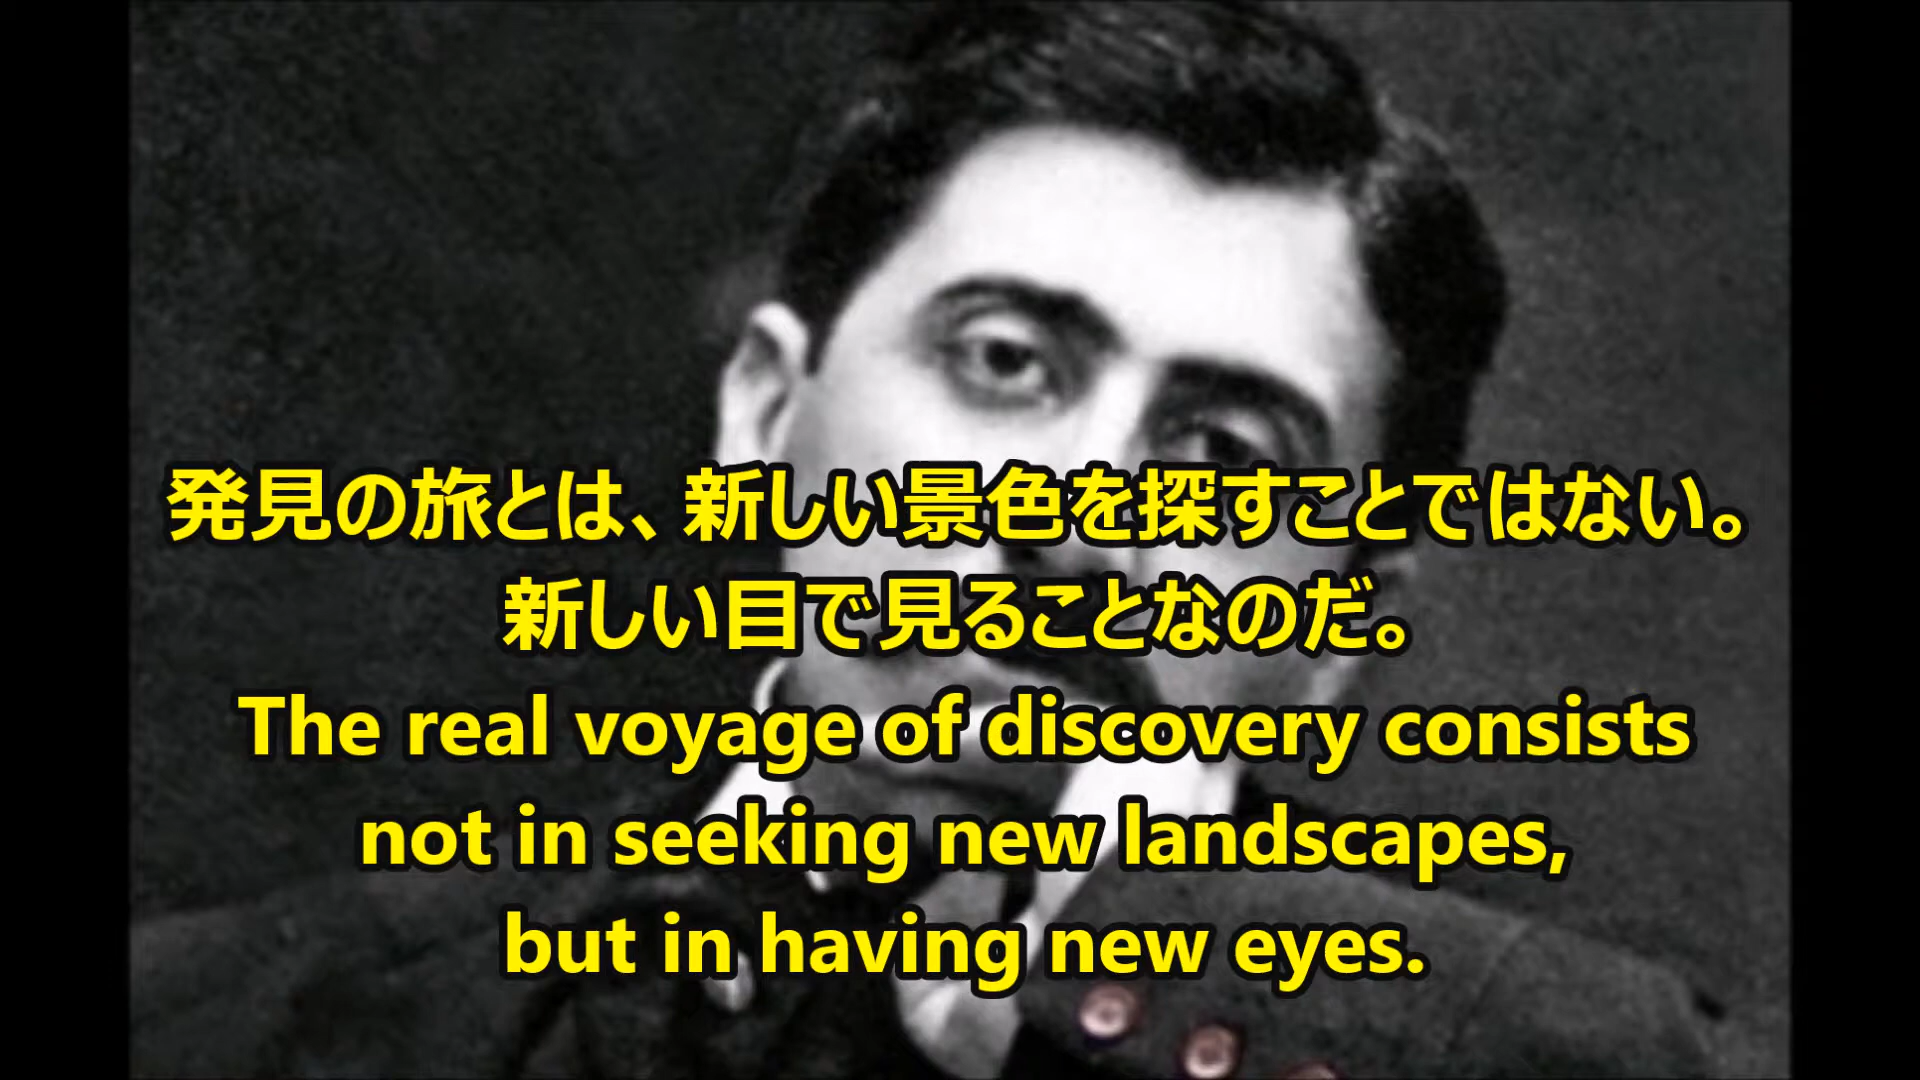 発見の旅とは、新しい景色を探すことではない。
新しい目で見ることなのだ。
The real voyage of discovery consists
not in seeking new landscapes,
but in having new eyes.